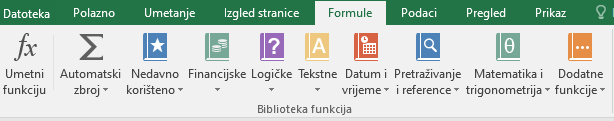 Datoteka Polazno Umetanje Izgled stranice Formule Podaci Pregled Prikaz
fx Σ ? A θ
Umetni Automatski Nedavno Financijske Logičke Tekstne Datum i Pretraživanje Matematika i Dodatne
funkciju zbroj korišteno vrijeme i reference trigonometrija funkcije
Biblioteka funkcija